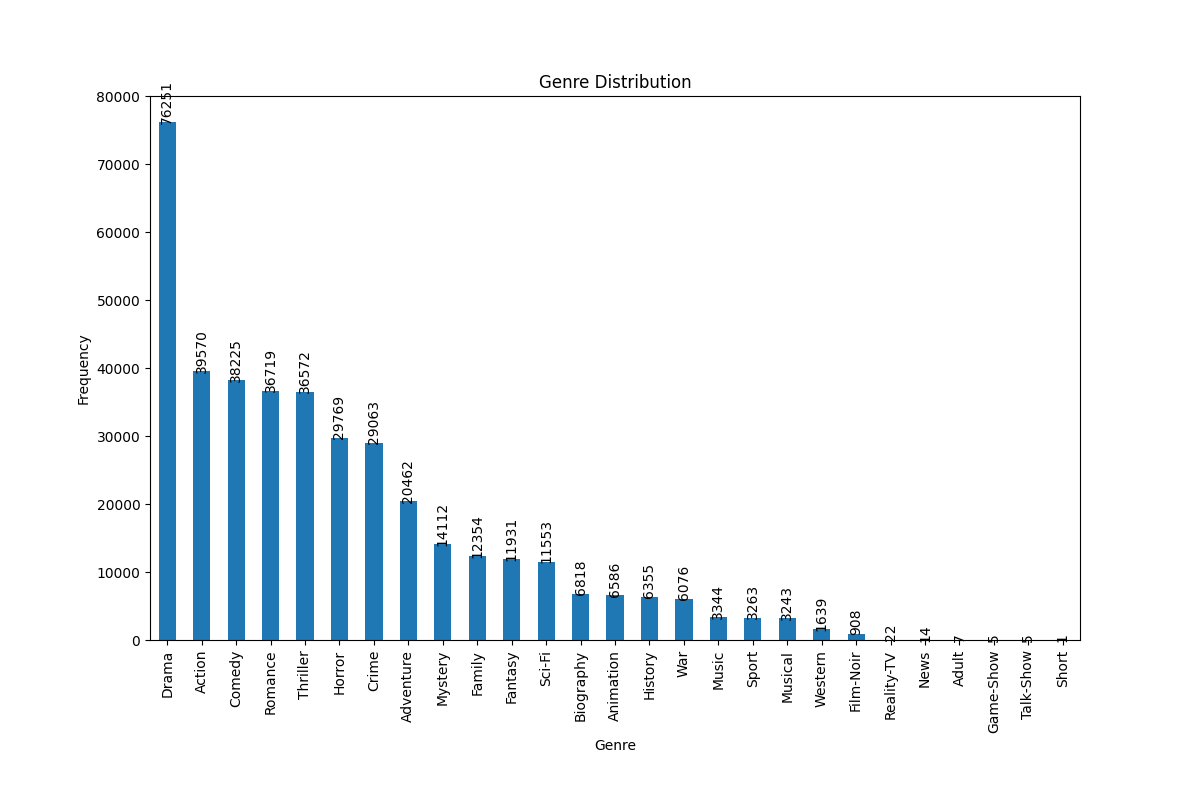 Genre Distribution
80000
70000
60000
50000
40000
30000
20000
10000
0
Frequency
76251
39570
38225
36719
36572
29769
29063
20462
14112
12354
11931
11553
6818
6586
6355
6076
3344
3263
3243
1639
908
22
14
7
5
5
1
Drama
Action
Comedy
Romance
Thriller
Horror
Crime
Adventure
Mystery
Family
Fantasy
Sci-Fi
Biography
Animation
History
War
Music
Sport
Musical
Western
Film-Noir
Reality-TV
News
Adult
Game-Show
Talk-Show
Short
Genre